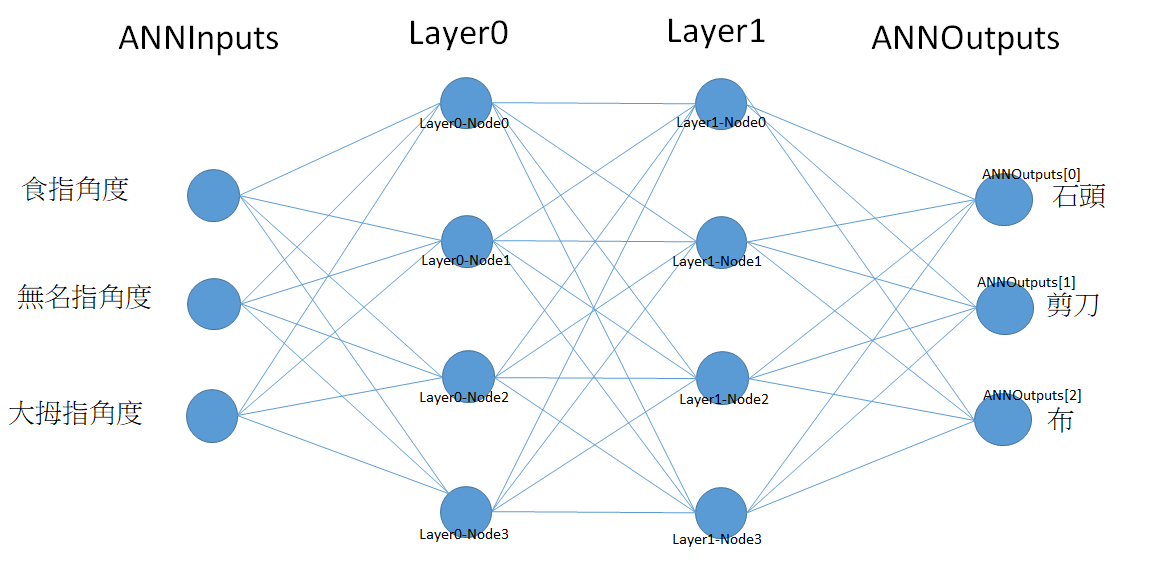 ANNInputs
Layer0
Layer1
ANNOutputs
Layer0-Node0
Layer1-Node0
食指角度
ANNOutputs[0]
石頭
Layer0-Node1
Layer1-Node1
無名指角度
ANNOutputs[1]
剪刀
Layer0-Node2
Layer1-Node2
大拇指角度
ANNOutputs[2]
布
Layer0-Node3
Layer1-Node3